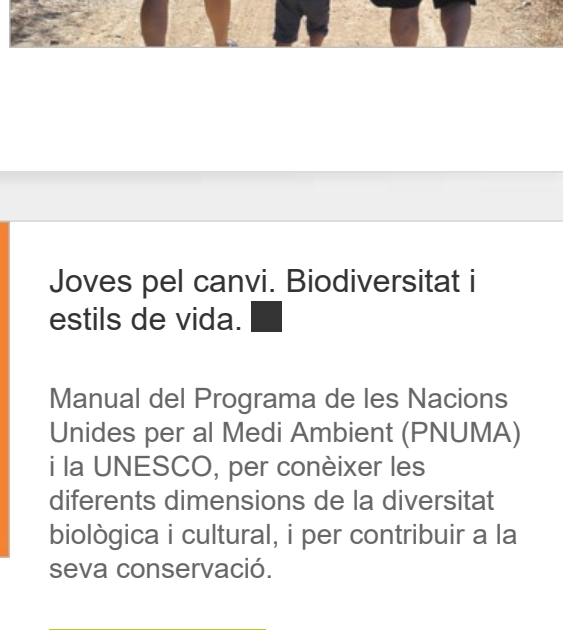 Joves pel canvi. Biodiversitat i
estils de vida.
Manual del Programa de les Nacions
Unides per al Medi Ambient (PNUMA)
i la UNESCO, per conèixer les
diferents dimensions de la diversitat
biològica i cultural, i per contribuir a la
seva conservació.